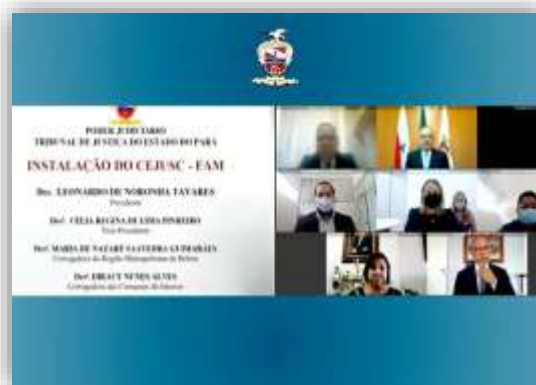 PODER JUDICIÁRIO
TRIBUNAL DE JUSTIÇA DO ESTADO DO PARÁ
INSTALAÇÃO DO CEJUSC - FAM
Des. LEONARDO DE NORONHA TAVARES
Presidente
Desª. CÉLIA REGINA DE LIMA PINHEIRO
Vice-Presidente
Desª. MARIA DE NAZARÉ SAAVEDRA GUIMARÃES
Corregedora da Região Metropolitana de Belém
Desª. DIRACY NUNES ALVES
Corregedora das Comarcas do Interior